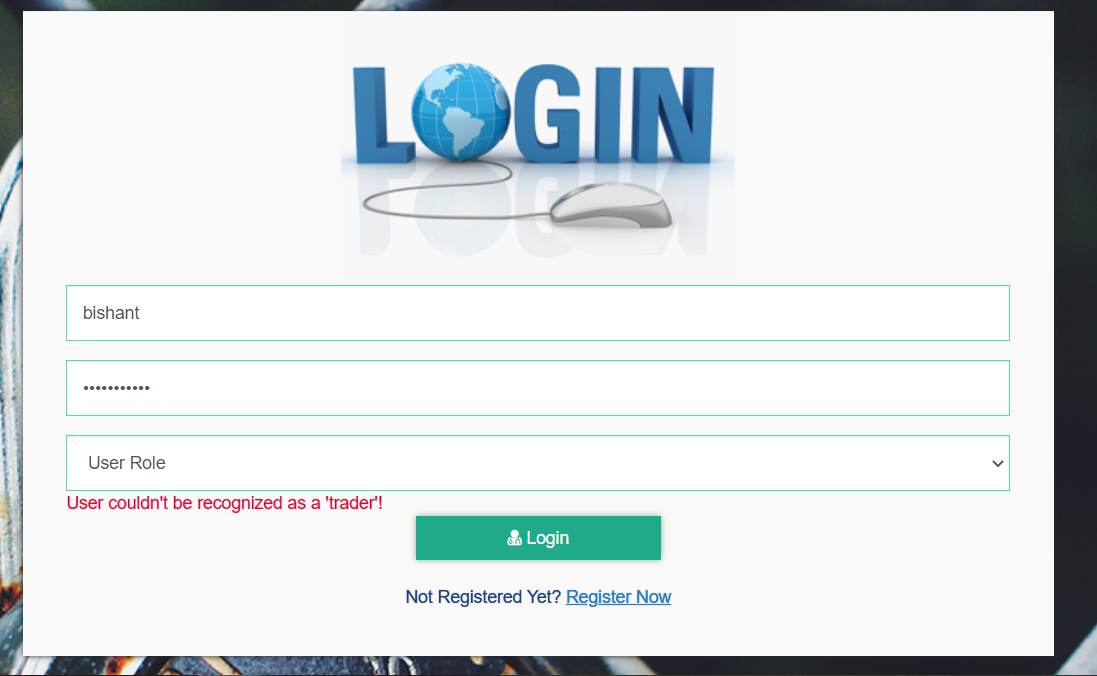 LOGIN
bishant
•••••••••••
User Role
User couldn't be recognized as a 'trader'!
Login
Not Registered Yet? Register Now